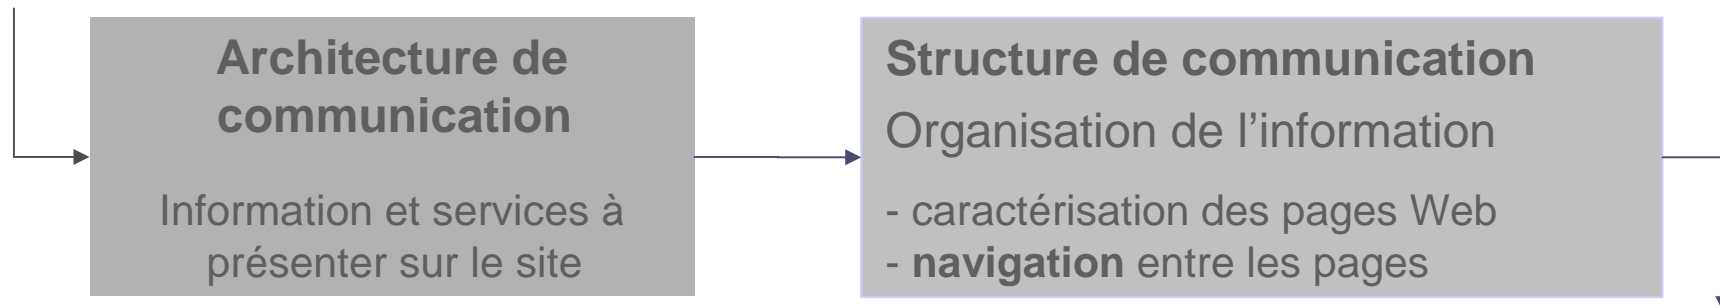 Architecture de
communication
Information et services à
présenter sur le site
Structure de communication
Organisation de l’information
- caractérisation des pages Web
- navigation entre les pages